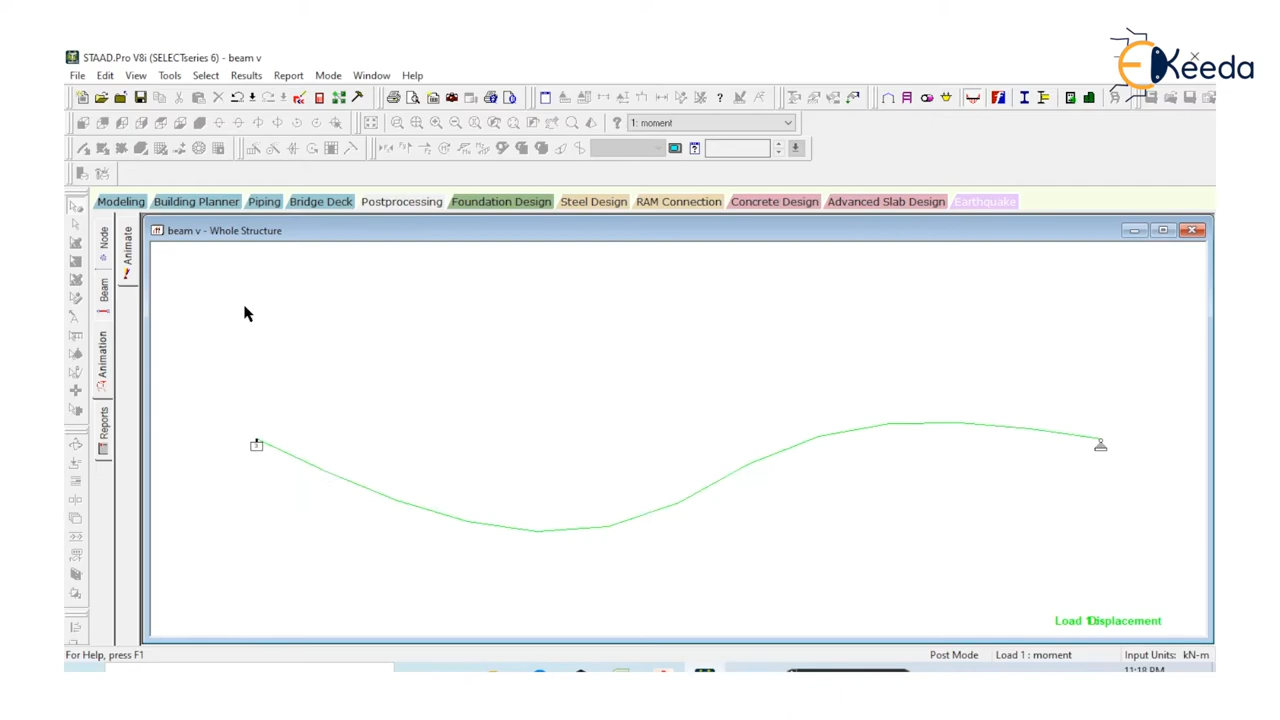 STAAD.Pro V8i (SELECTseries 6) - beam v
Keeda
File Edit View Tools Select Results Report Mode Window Help
1: moment
Modeling Building Planner Piping Bridge Deck Postprocessing Foundation Design Steel Design RAM Connection Concrete Design Advanced Slab Design Earthquake
beam v - Whole Structure
Node
Beam
Animation
Reports
Animate
Load 1 Displacement
For Help, press F1 Post Mode Load 1 : moment Input Units: kN-m
11:18 PM